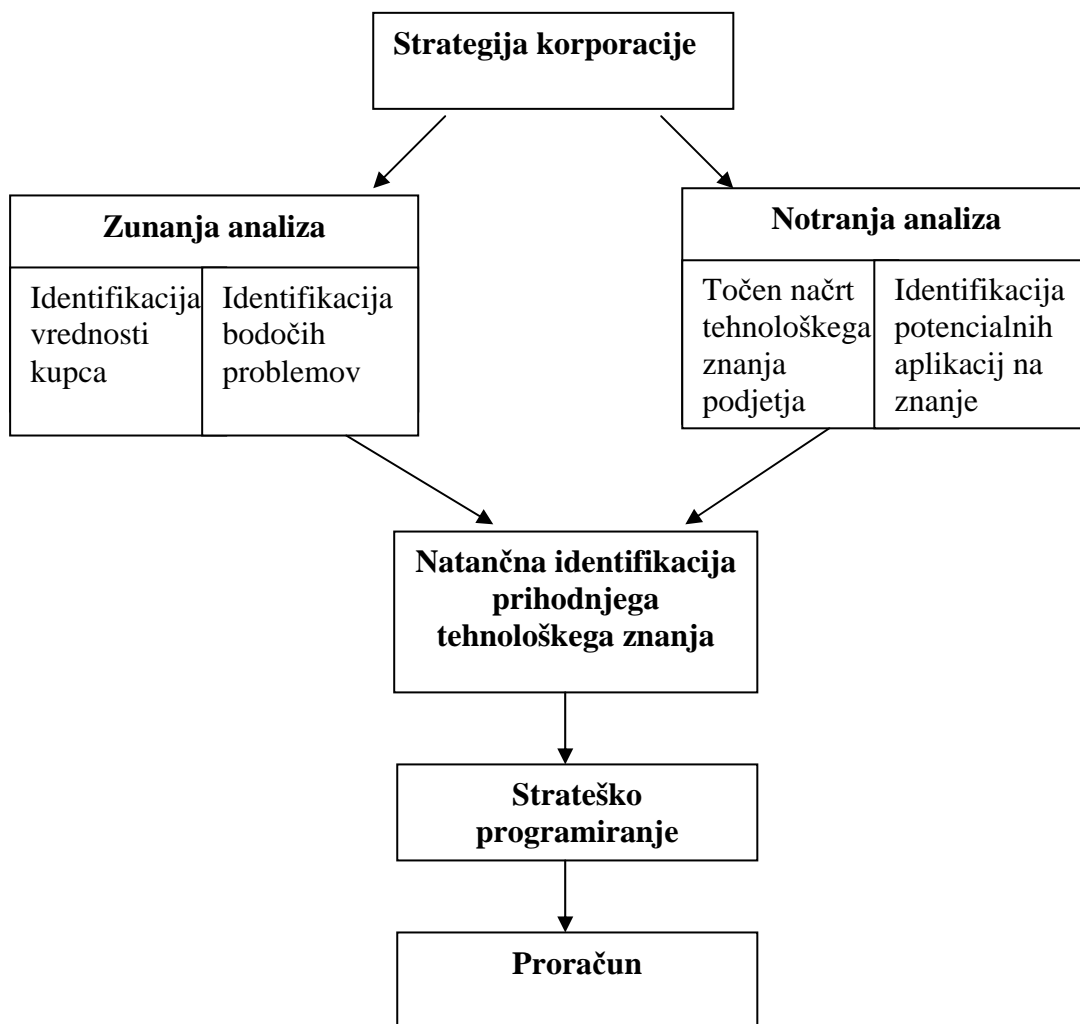 Strategija korporacije
Zunanja analiza
Identifikacija
vrednosti
kupca
Identifikacija
bodočih
problemov
Notranja analiza
Točen načrt
tehnološkega
znanja
podjetja
Identifikacija
potencialnih
aplikacij na
znanje
Natančna identifikacija
prihodnjega
tehnološkega znanja
Strateško
programiranje
Proračun